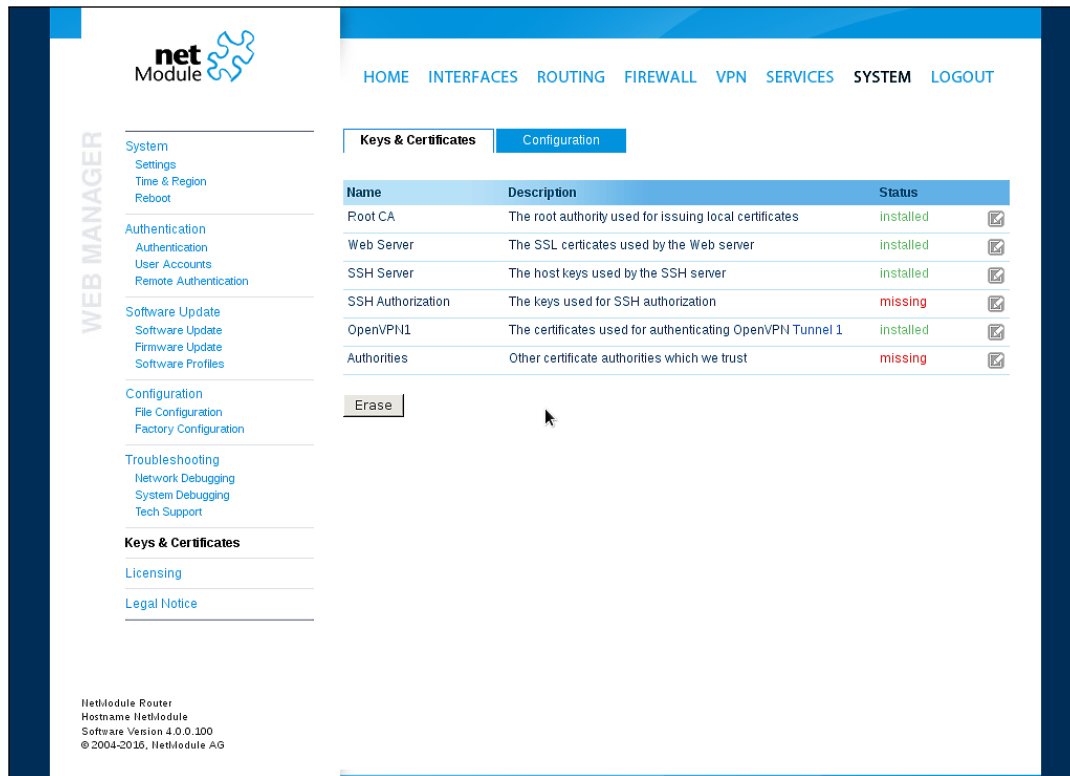 net
Module
HOME INTERFACES ROUTING FIREWALL VPN SERVICES SYSTEM LOGOUT
WEB MANAGER
System
Settings
Time & Region
Reboot
Authentication
Authentication
User Accounts
Remote Authentication
Software Update
Software Update
Firmware Update
Software Profiles
Configuration
File Configuration
Factory Configuration
Troubleshooting
Network Debugging
System Debugging
Tech Support
Keys & Certificates
Licensing
Legal Notice
Keys & Certificates Configuration
Name Description Status
Root CA The root authority used for issuing local certificates installed
Web Server The SSL certicates used by the Web server installed
SSH Server The host keys used by the SSH server installed
SSH Authorization The keys used for SSH authorization missing
OpenVPN1 The certificates used for authenticating OpenVPN Tunnel 1 installed
Authorities Other certificate authorities which we trust missing
Erase
NetModule Router
Hostname NetModule
Software Version 4.0.0.100
© 2004-2016, NetModule AG